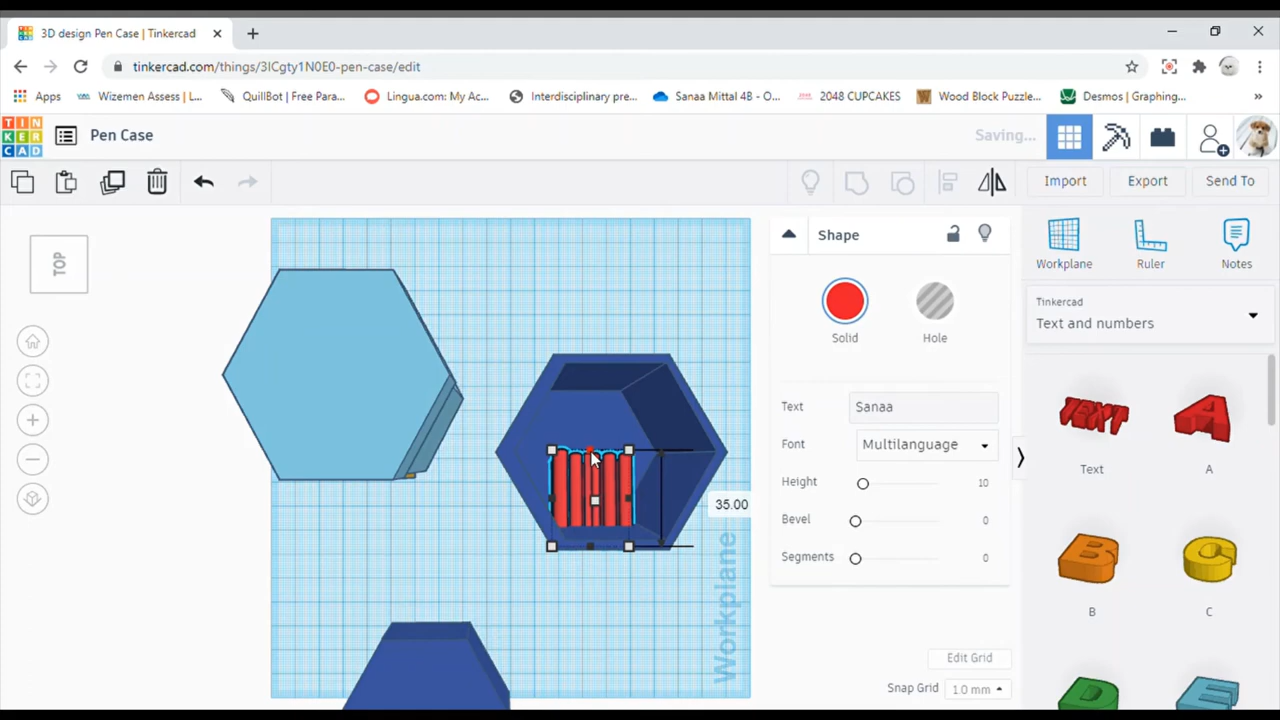 3D design Pen Case | Tinkercad
tinkercad.com/things/3ICgty1N0E0-pen-case/edit
Apps Wizemen Assess | L... QuillBot | Free Para... Lingua.com: My Ac... Interdisciplinary pre... Sanaa Mittal 4B - O... 2048 CUPCAKES Wood Block Puzzle... Desmos | Graphing... »
TIN
KER
CAD
Pen Case
Saving...
Import Export Send To
TOP
Shape
Solid Hole
Text Sanaa
Font Multilanguage
Height 10
Bevel 0
Segments 0
35.00
Workplane
Edit Grid
Snap Grid 1.0 mm
Workplane Ruler Notes
Tinkercad
Text and numbers
TEXT A
Text A
B C
B C
D E